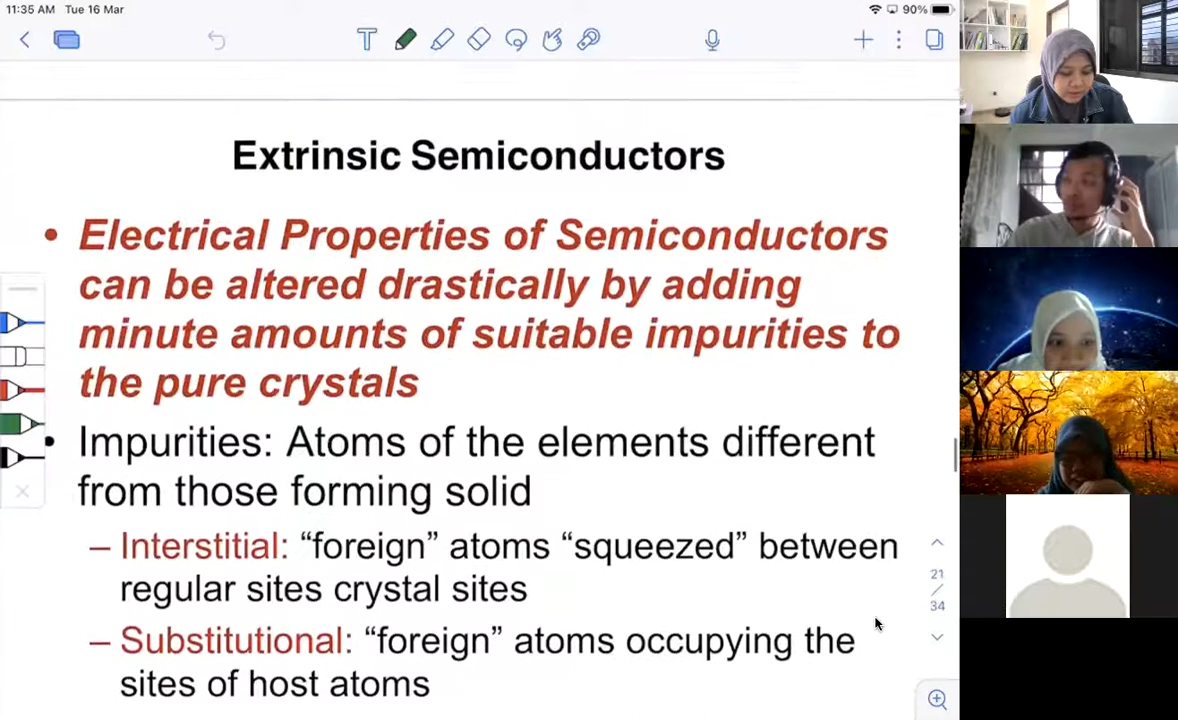 11:35 AM Tue 16 Mar
90%
T
Extrinsic Semiconductors
• Electrical Properties of Semiconductors
can be altered drastically by adding
minute amounts of suitable impurities to
the pure crystals
• Impurities: Atoms of the elements different
from those forming solid
– Interstitial: “foreign” atoms “squeezed” between
regular sites crystal sites
– Substitutional: “foreign” atoms occupying the
sites of host atoms
21
/
34